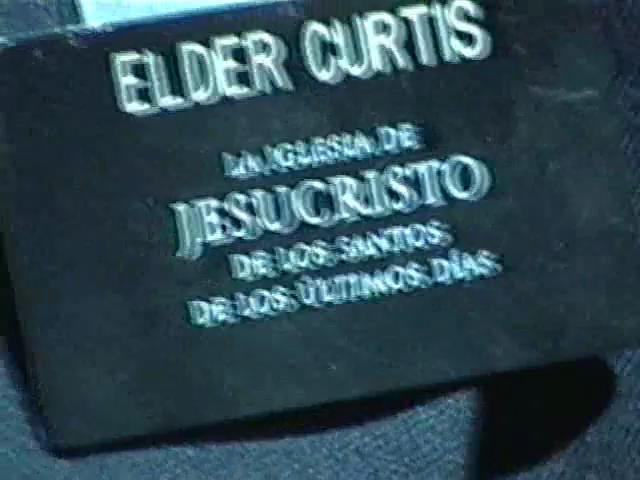 ELDER CURTIS
LA IGLESIA DE
JESUCRISTO
DE LOS SANTOS
DE LOS ÚLTIMOS DÍAS